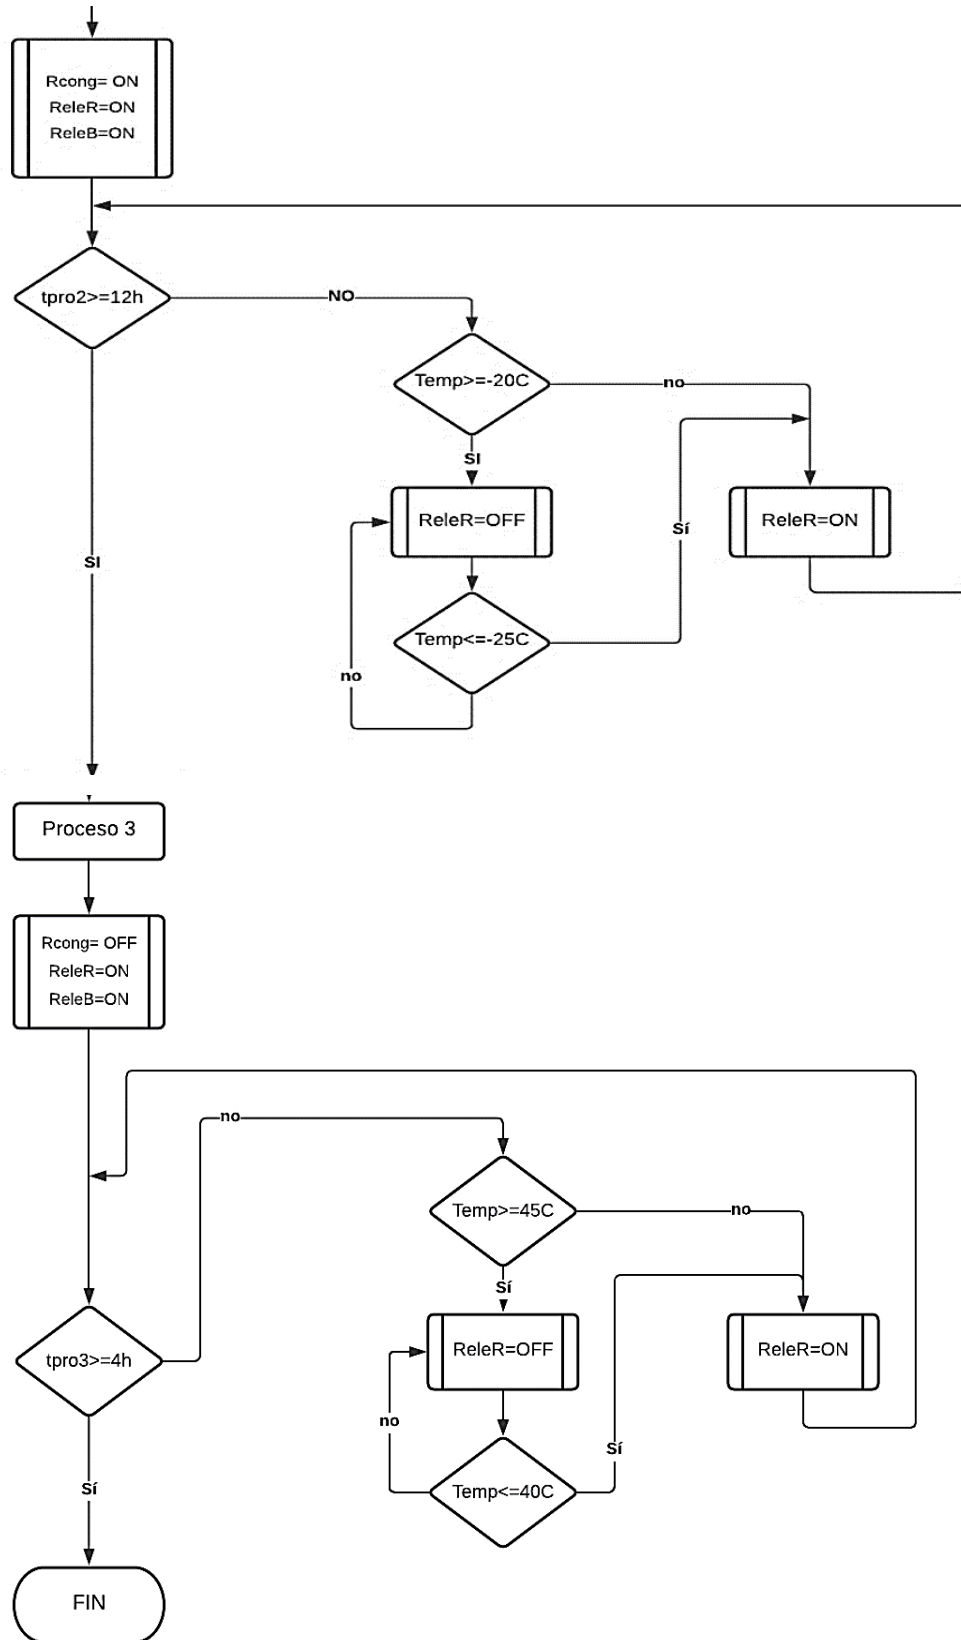 Rcong= ON
ReleR=ON
ReleB=ON
tpro2>=12h
NO
Temp>=-20C
no
SI
ReleR=OFF
Sí
ReleR=ON
SI
Temp<=-25C
no
Proceso 3
Rcong= OFF
ReleR=ON
ReleB=ON
no
Temp>=45C
no
Sí
ReleR=OFF
ReleR=ON
tpro3>=4h
no
Sí
Sí
Temp<=40C
FIN